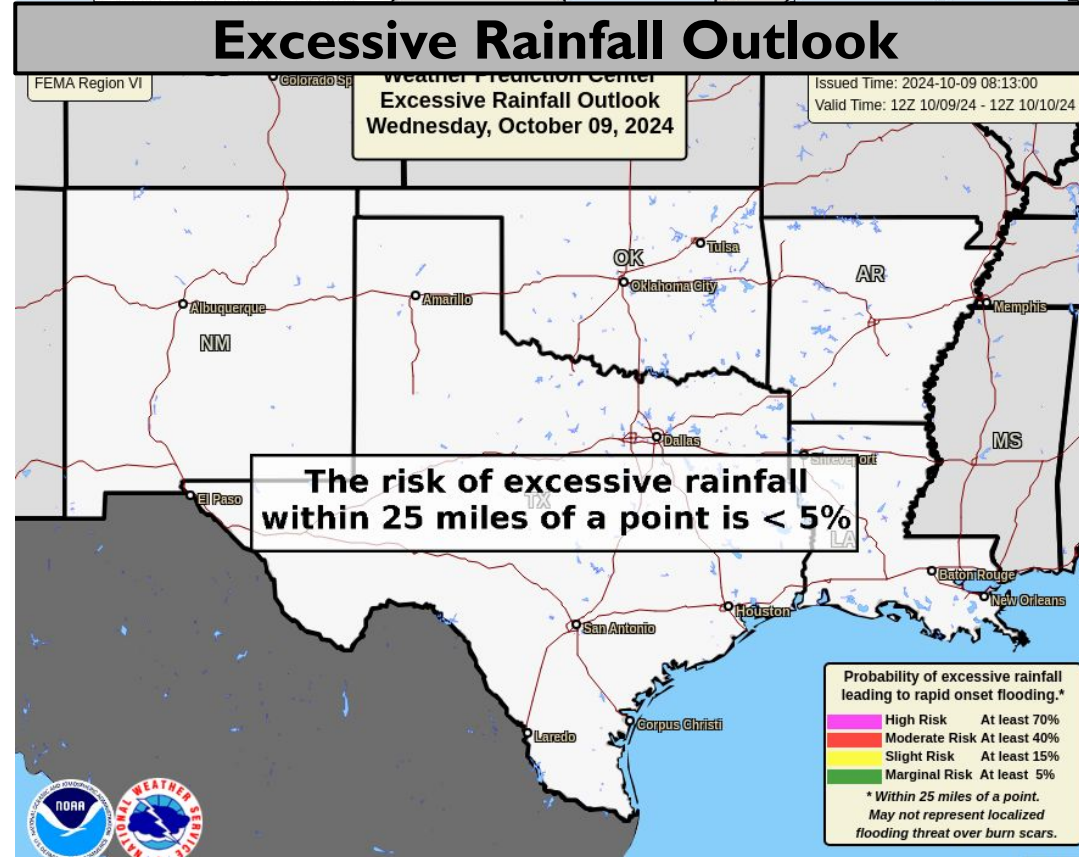 Excessive Rainfall Outlook
FEMA Region VI
Colorado Sp
Weather Prediction Center
Excessive Rainfall Outlook
Wednesday, October 09, 2024
Issued Time: 2024-10-09 08:13:00
Valid Time: 12Z 10/09/24 - 12Z 10/10/24
Tulsa
OK
AR
Oklahoma City
Amarillo
Albuquerque
Memphis
NM
Dallas
MS
Shreveport
The risk of excessive rainfall
within 25 miles of a point is < 5%
El Paso
TX
LA
Baton Rouge
New Orleans
Houston
San Antonio
Corpus Christi
Laredo
Probability of excessive rainfall
leading to rapid onset flooding.*
High Risk At least 70%
Moderate Risk At least 40%
Slight Risk At least 15%
Marginal Risk At least 5%
* Within 25 miles of a point.
May not represent localized
flooding threat over burn scars.
NOAA
NATIONAL WEATHER SERVICE